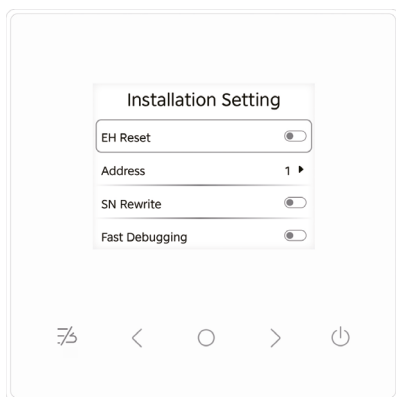 Installation Setting
EH Reset
Address 1
SN Rewrite
Fast Debugging